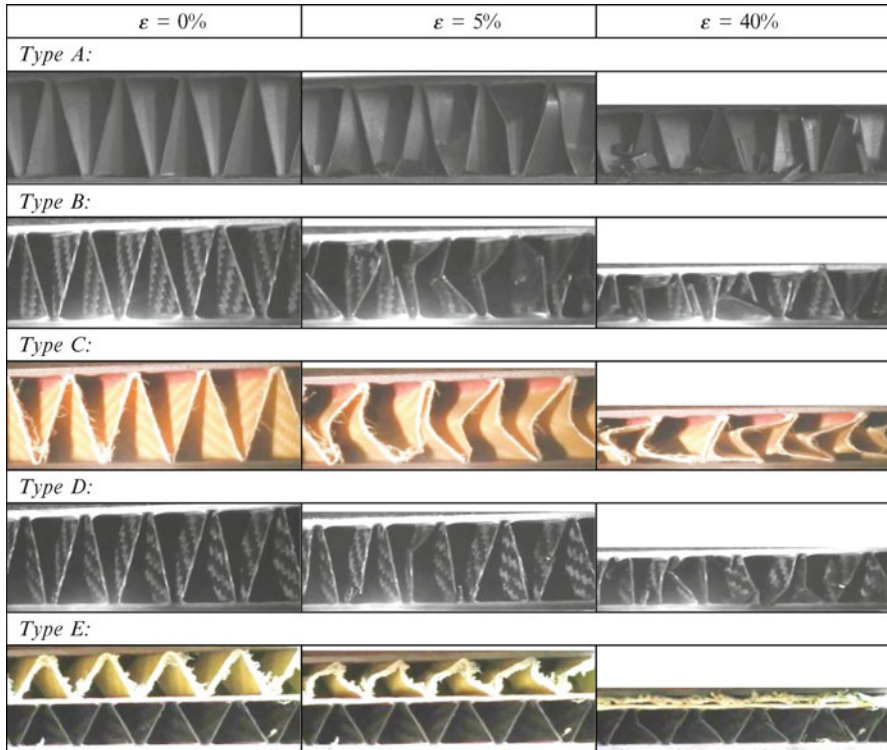 ε = 0% ε = 5% ε = 40%
Type A:
Type B:
Type C:
Type D:
Type E: